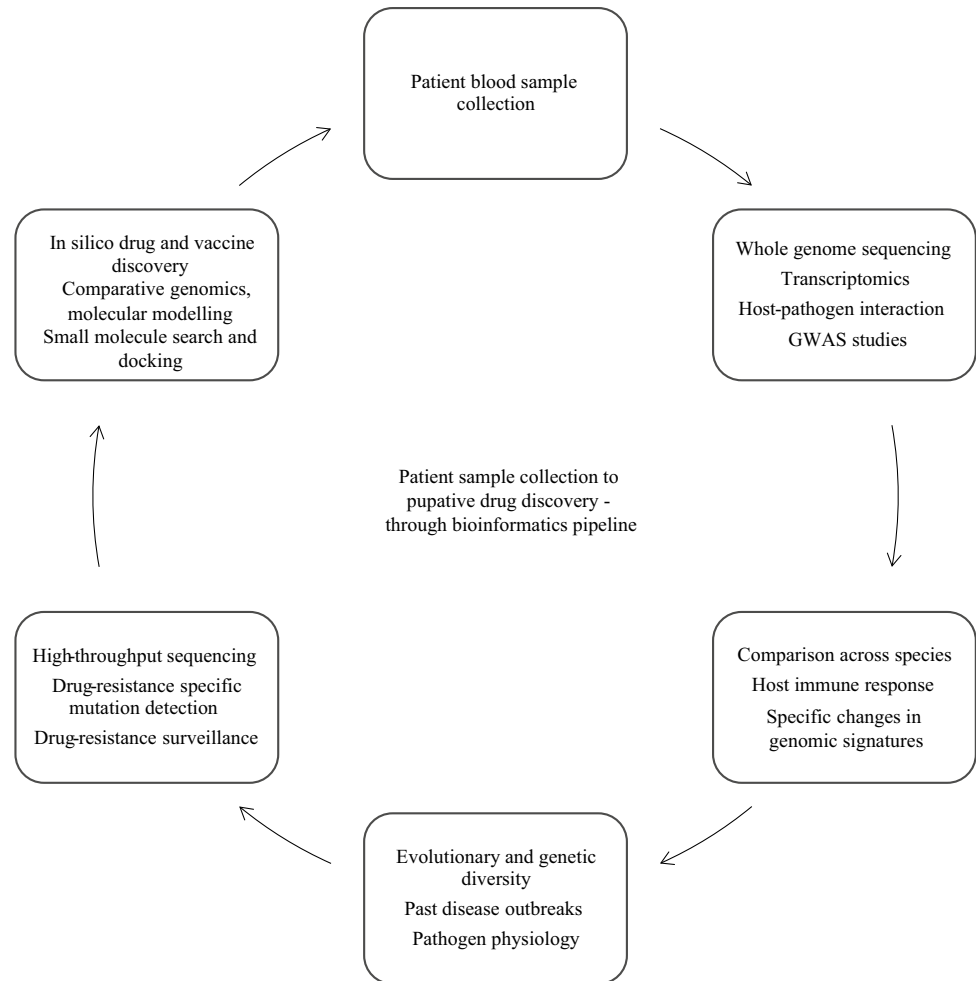 Patient blood sample
collection
Whole genome sequencing
Transcriptomics
Host-pathogen interaction
GWAS studies
Comparison across species
Host immune response
Specific changes in
genomic signatures
Evolutionary and genetic
diversity
Past disease outbreaks
Pathogen physiology
High-throughput sequencing
Drug-resistance specific
mutation detection
Drug-resistance surveillance
In silico drug and vaccine
discovery
Comparative genomics,
molecular modelling
Small molecule search and
docking
Patient sample collection to
pupative drug discovery -
through bioinformatics pipeline